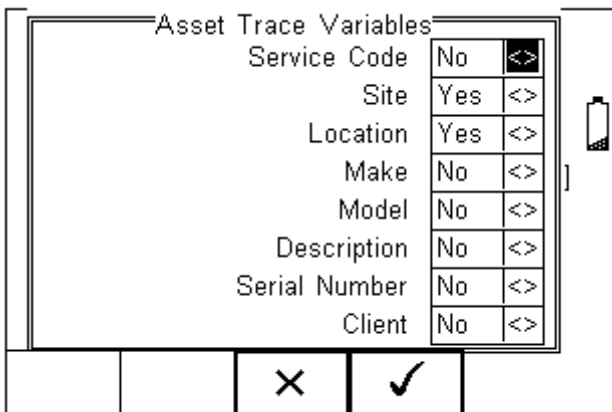 Asset Trace Variables
Service Code No <>
Site Yes <>
Location Yes <>
Make No <>
Model No <>
Description No <>
Serial Number No <>
Client No <>
]